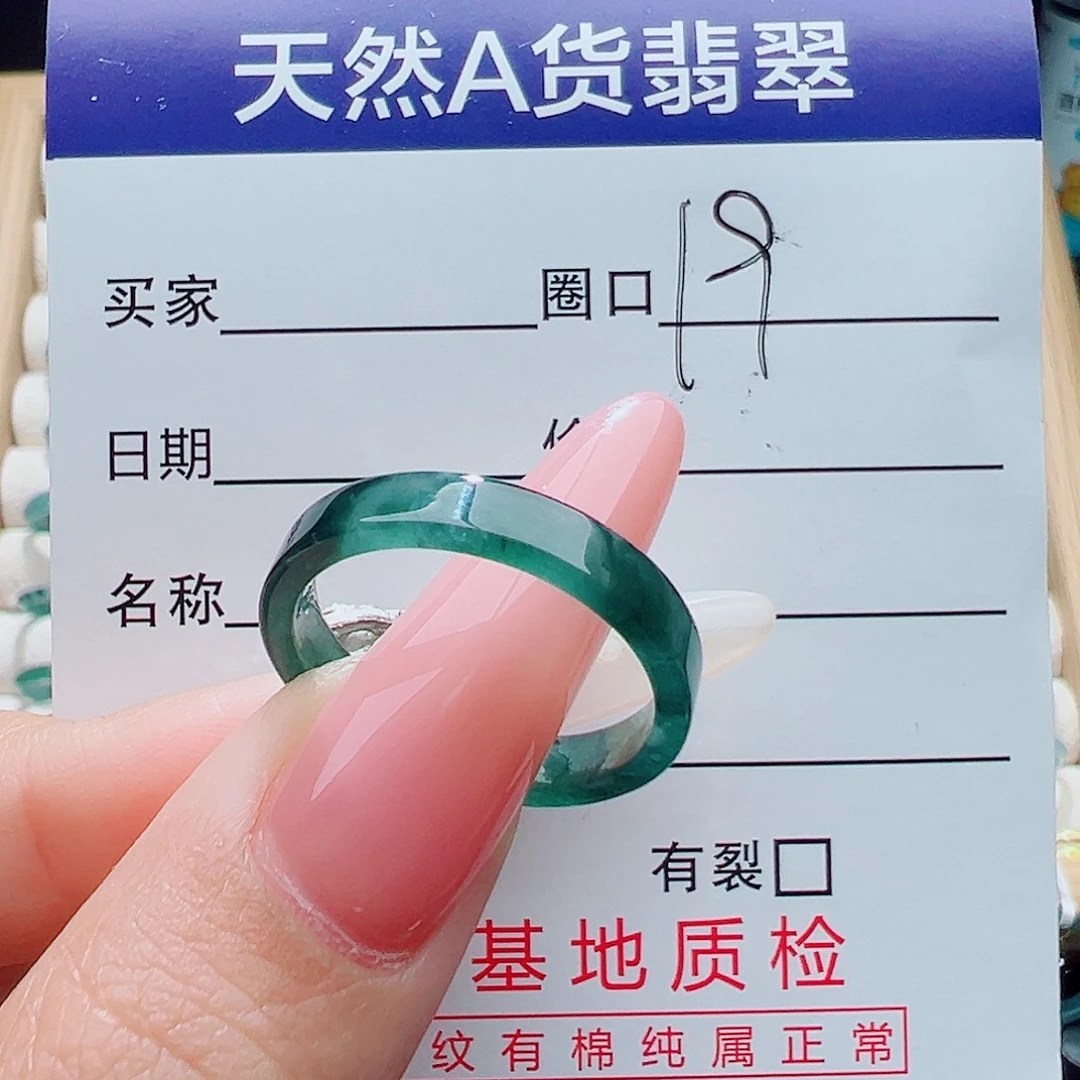 天然A货翡翠
买家 圈口 19
日期
名称
有裂
基地质检
纹有棉纯属正常